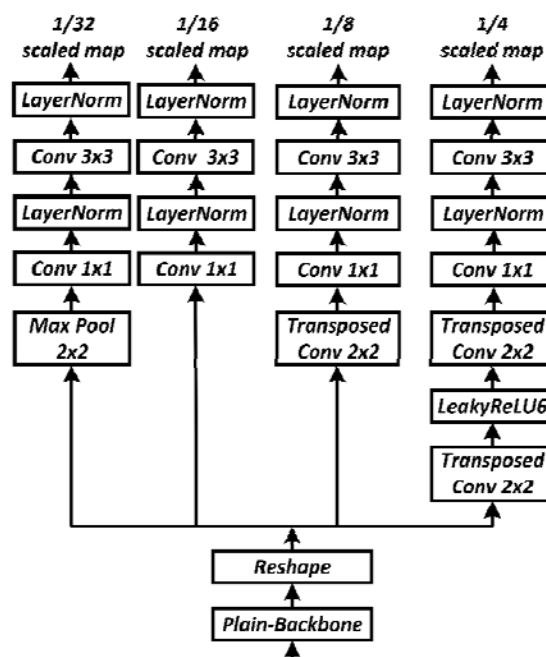 1/32 1/16 1/8 1/4
scaled map scaled map scaled map scaled map
LayerNorm LayerNorm LayerNorm LayerNorm
Conv 3x3 Conv 3x3 Conv 3x3 Conv 3x3
LayerNorm LayerNorm LayerNorm LayerNorm
Conv 1x1 Conv 1x1 Conv 1x1 Conv 1x1
Max Pool Transposed Transposed
2x2 Conv 2x2 Conv 2x2
LeakyReLU6
Transposed
Conv 2x2
Reshape
Plain-Backbone